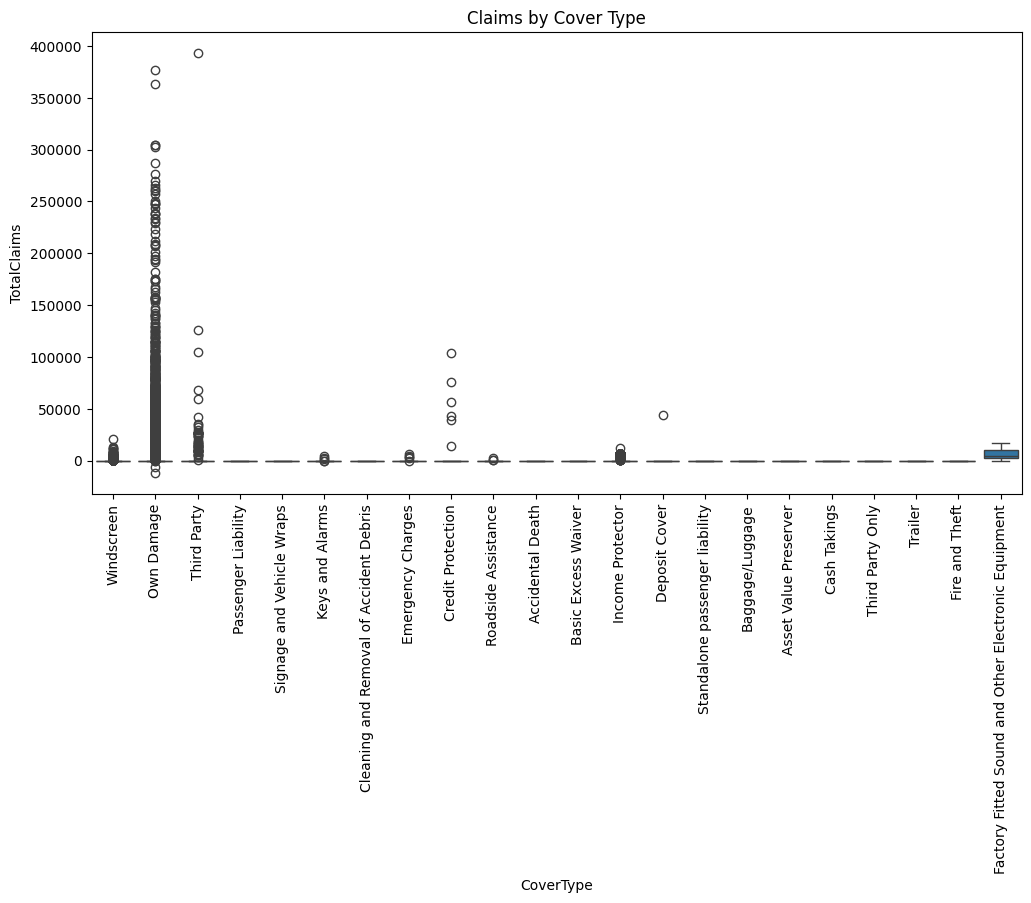 Claims by Cover Type
TotalClaims
400000
350000
300000
250000
200000
150000
100000
50000
0
Windscreen
Own Damage
Third Party
Passenger Liability
Signage and Vehicle Wraps
Keys and Alarms
Cleaning and Removal of Accident Debris
Emergency Charges
Credit Protection
Roadside Assistance
Accidental Death
Basic Excess Waiver
Income Protector
Deposit Cover
Standalone passenger liability
Baggage/Luggage
Asset Value Preserver
Cash Takings
Third Party Only
Trailer
Fire and Theft
Factory Fitted Sound and Other Electronic Equipment
CoverType